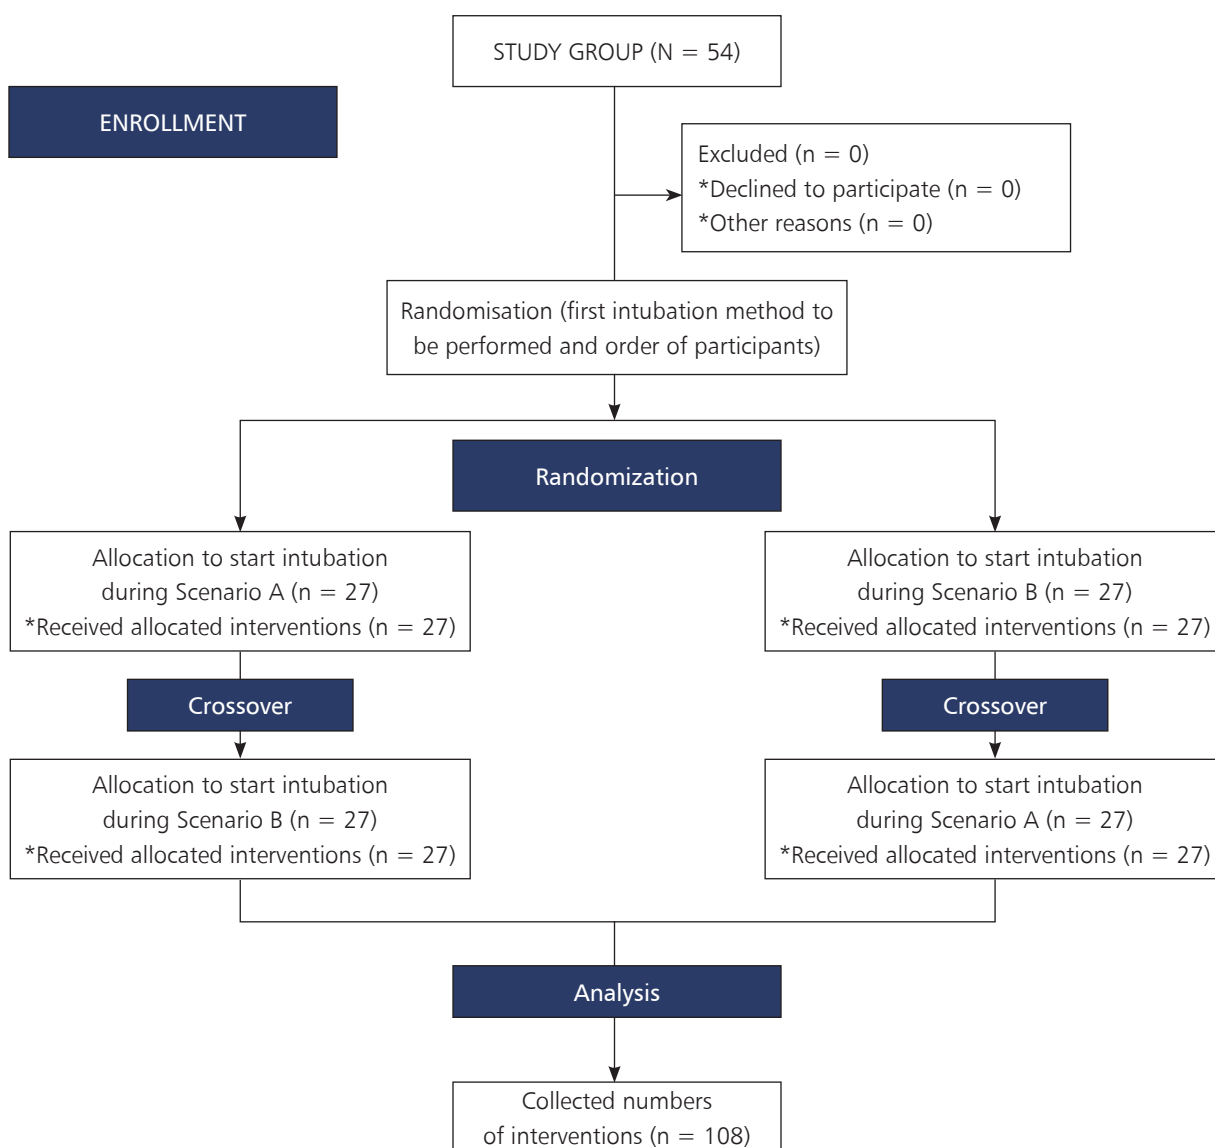 STUDY GROUP (N = 54)
ENROLLMENT
Excluded (n = 0)
*Declined to participate (n = 0)
*Other reasons (n = 0)
Randomisation (first intubation method to
be performed and order of participants)
Randomization
Allocation to start intubation
during Scenario A (n = 27)
*Received allocated interventions (n = 27)
Allocation to start intubation
during Scenario B (n = 27)
*Received allocated interventions (n = 27)
Crossover
Crossover
Allocation to start intubation
during Scenario B (n = 27)
*Received allocated interventions (n = 27)
Allocation to start intubation
during Scenario A (n = 27)
*Received allocated interventions (n = 27)
Analysis
Collected numbers
of interventions (n = 108)